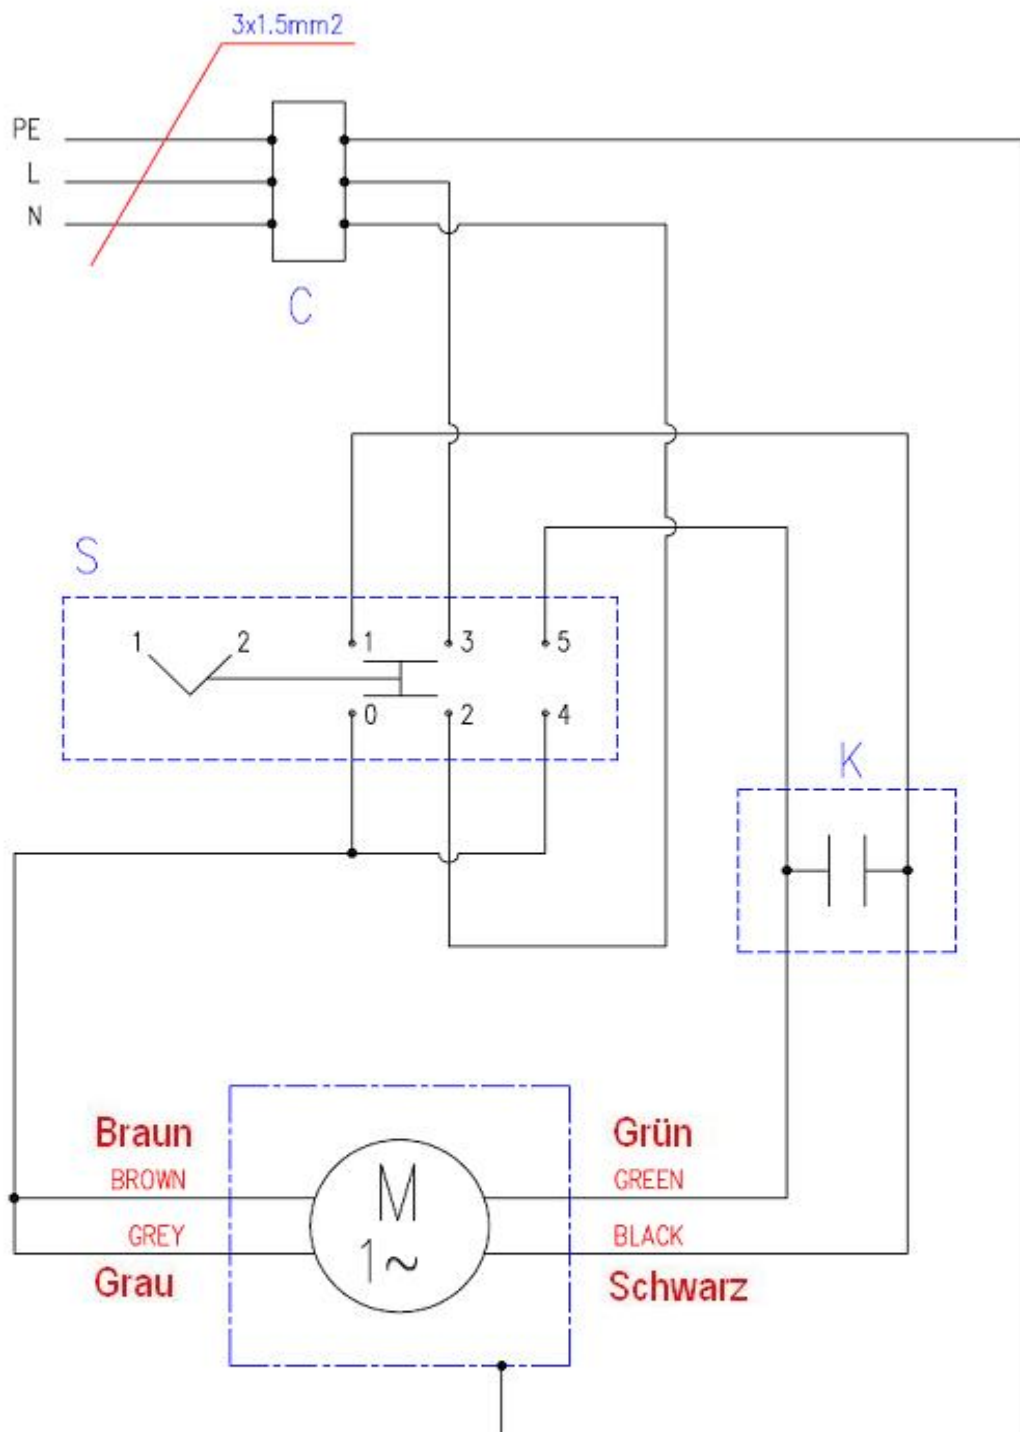 3x1.5mm2
PE
L
N
C
S
1 2 1 3 5
0 2 4
K
Braun Grün
BROWN GREEN
M
GREY BLACK
1~
Grau Schwarz